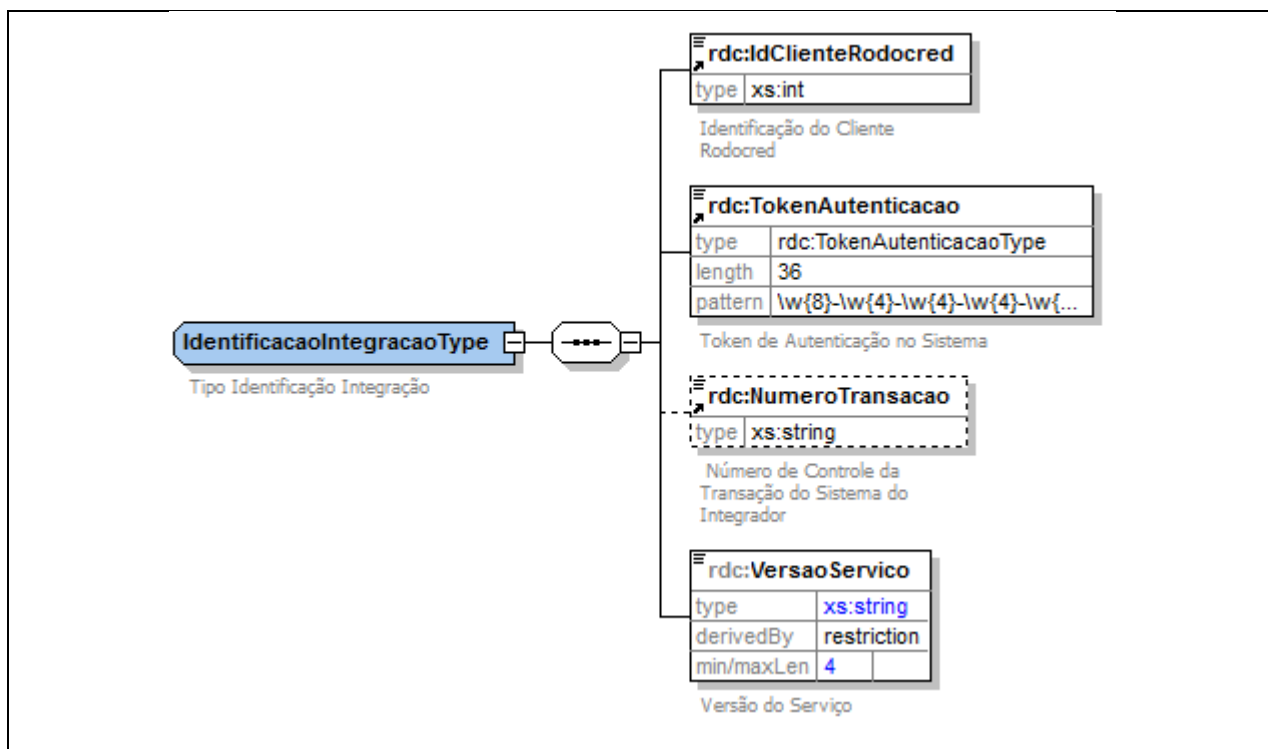 rdc:IdClienteRodocred
type xs:int
Identificação do Cliente
Rodocred
rdc:TokenAutenticacao
type rdc:TokenAutenticacaoType
length 36
pattern \w{8}-\w{4}-\w{4}-\w{4}-\w{...
Token de Autenticação no Sistema
IdentificacaoIntegracaoType
Tipo Identificação Integração
rdc:NumeroTransacao
type xs:string
Número de Controle da
Transação do Sistema do
Integrador
rdc:VersaoServico
type xs:string
derivedBy restriction
min/maxLen 4
Versão do Serviço